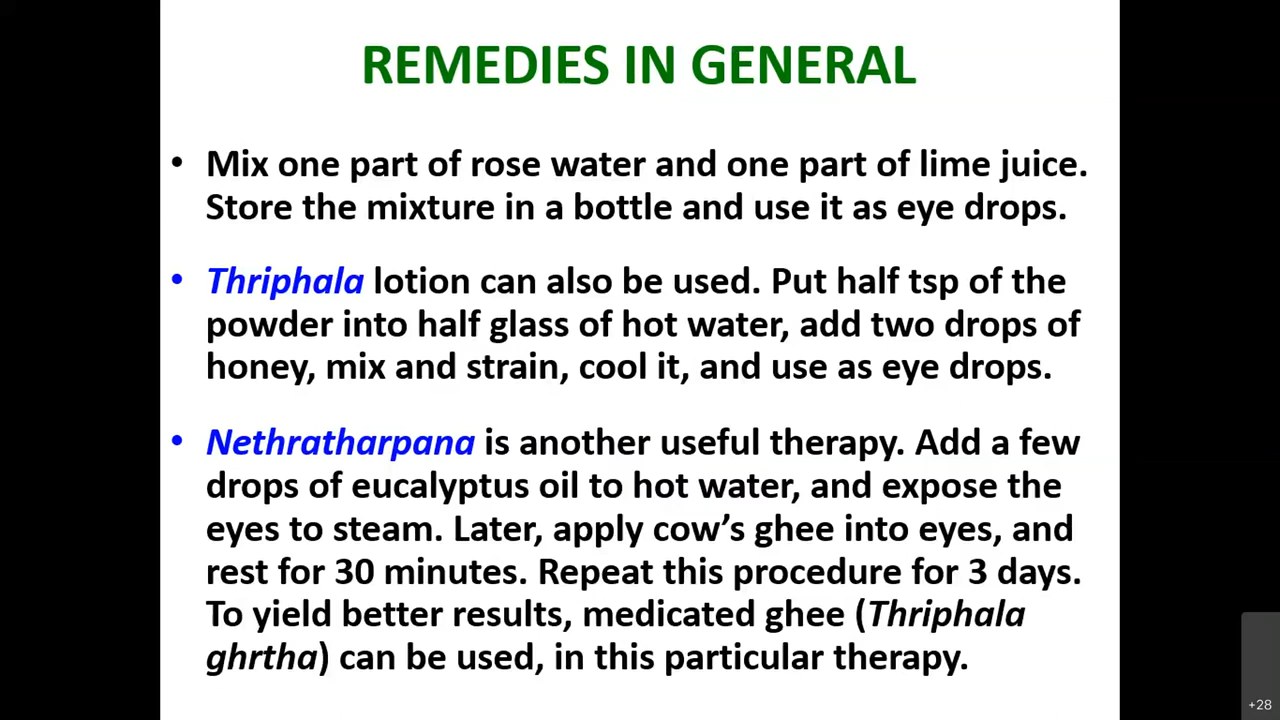 REMEDIES IN GENERAL
• Mix one part of rose water and one part of lime juice.
Store the mixture in a bottle and use it as eye drops.
• Thriphala lotion can also be used. Put half tsp of the
powder into half glass of hot water, add two drops of
honey, mix and strain, cool it, and use as eye drops.
• Nethratharpana is another useful therapy. Add a few
drops of eucalyptus oil to hot water, and expose the
eyes to steam. Later, apply cow’s ghee into eyes, and
rest for 30 minutes. Repeat this procedure for 3 days.
To yield better results, medicated ghee (Thriphala
ghrtha) can be used, in this particular therapy.
+28